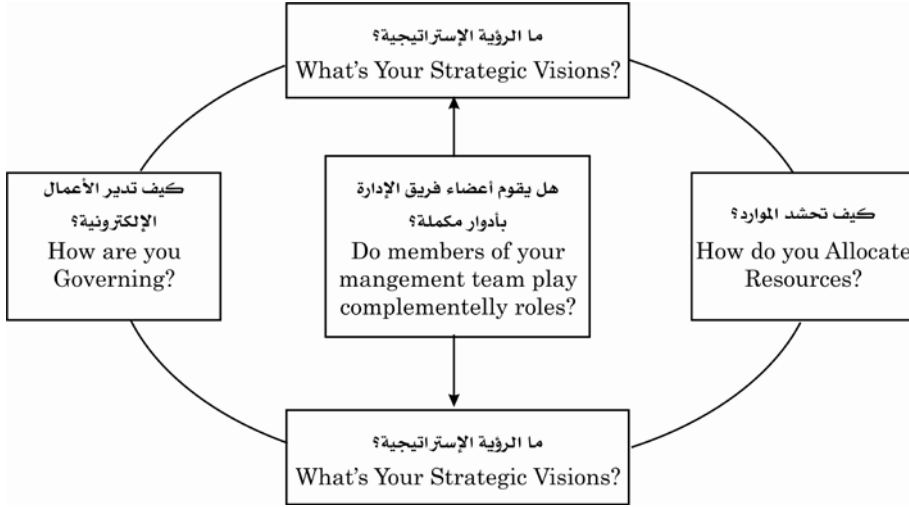 ما الرؤية الإستراتيجية؟
What's Your Strategic Visions?
كيف تدير الأعمال
الإلكترونية؟
How are you
Governing?
هل يقوم أعضاء فريق الإدارة
بأدوار مكملة؟
Do members of your
mangement team play
complementelly roles?
كيف تحشد الموارد؟
How do you Allocate
Resources?
ما الرؤية الإستراتيجية؟
What's Your Strategic Visions?